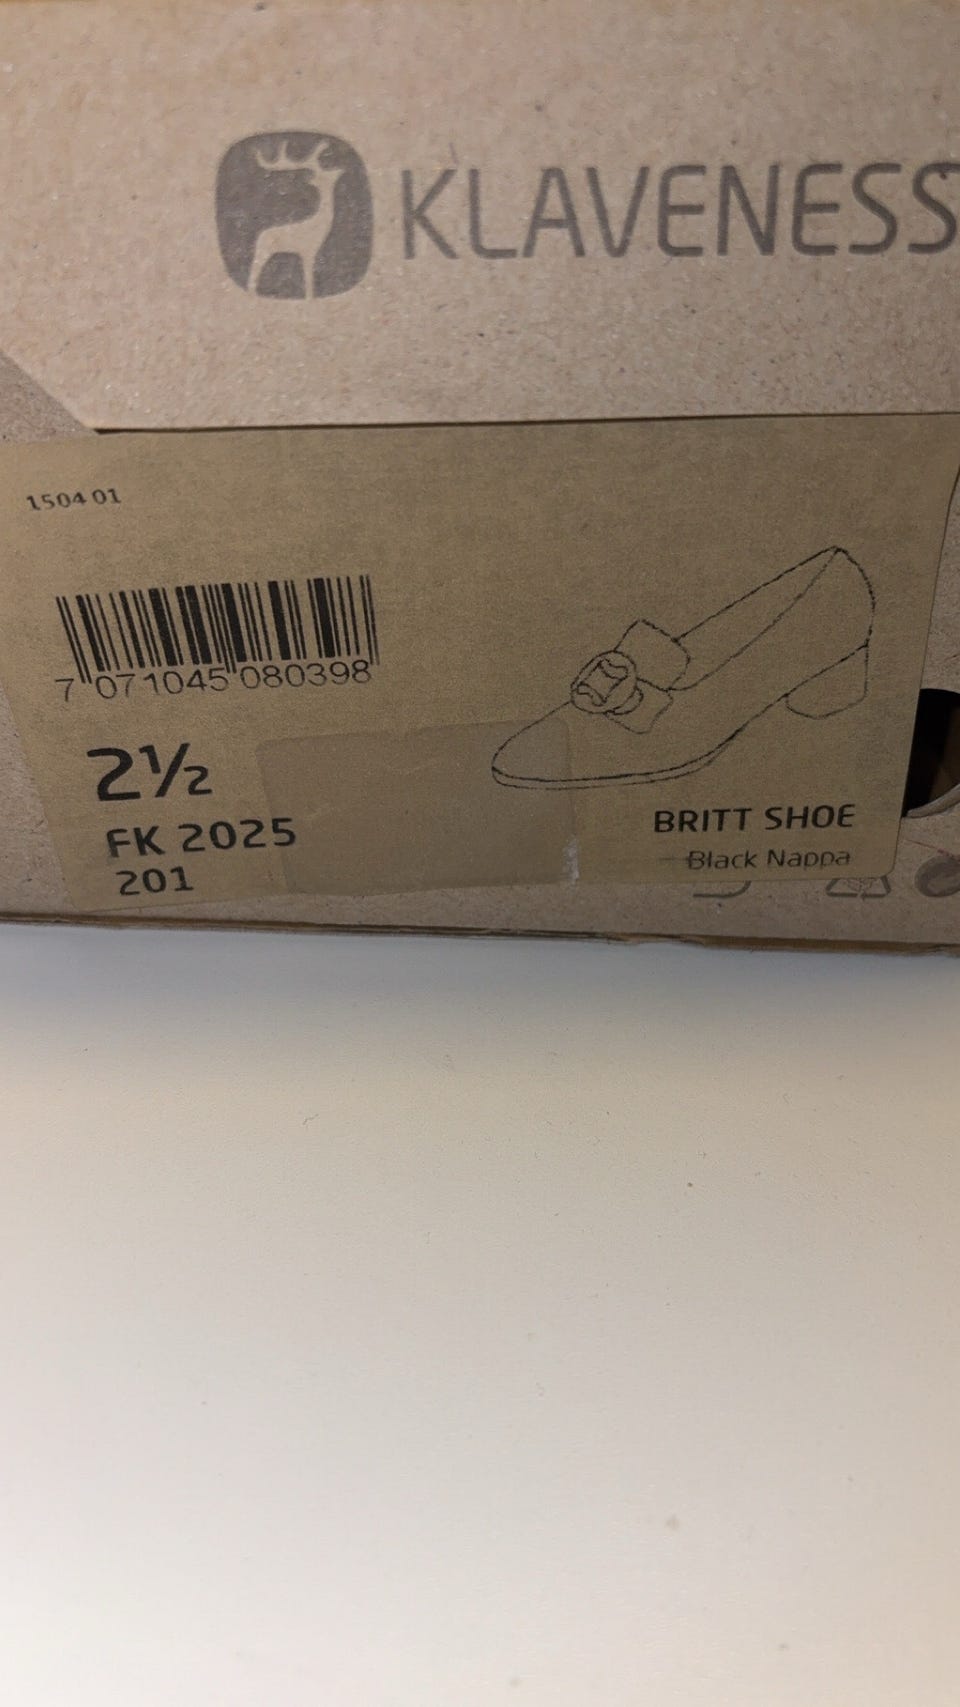 KLAVENESS
1504 01
7 071045 080398
2½
FK 2025
201
BRITT SHOE
Black Nappa